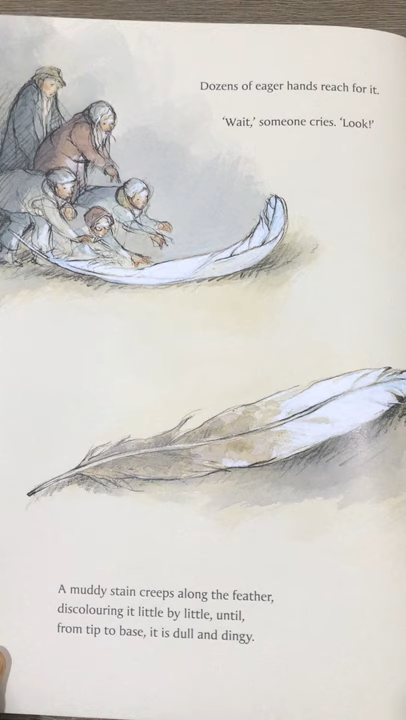 Dozens of eager hands reach for it.
‘Wait,’ someone cries. ‘Look!’
A muddy stain creeps along the feather,
discolouring it little by little, until,
from tip to base, it is dull and dingy.